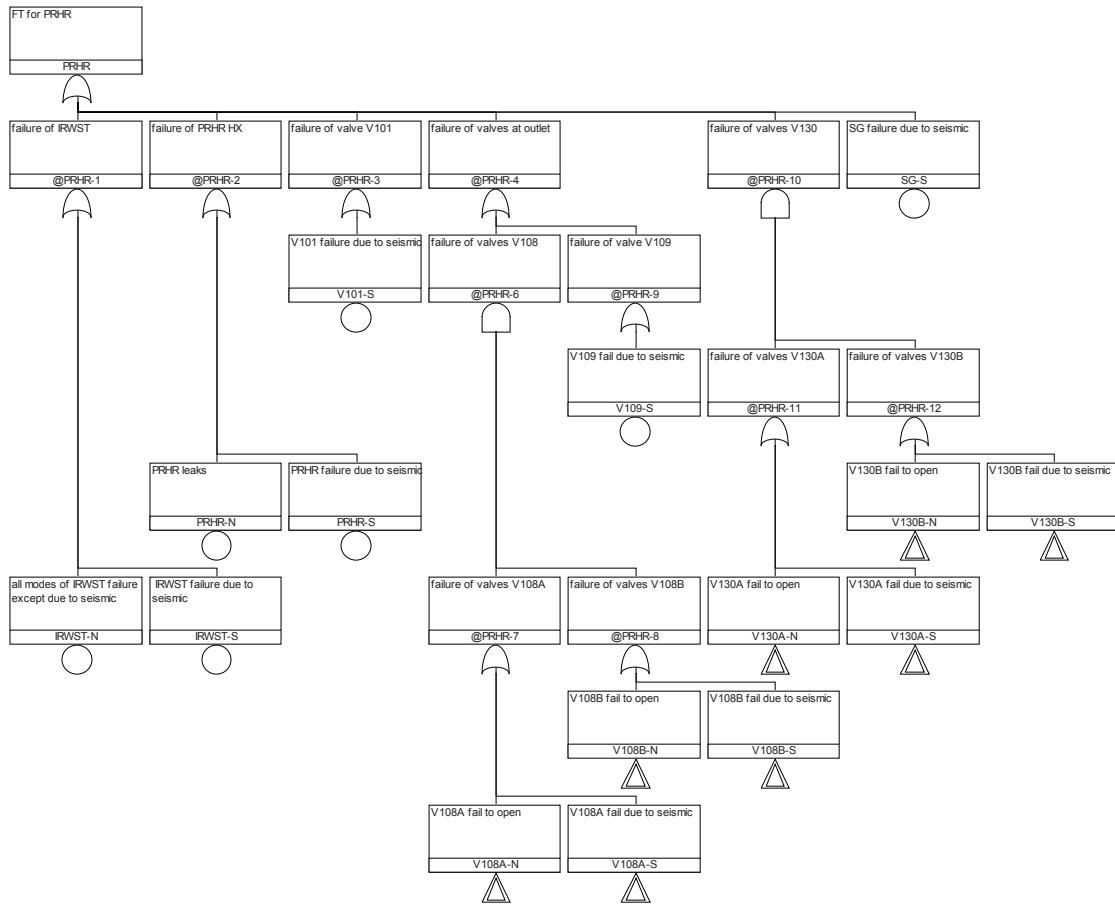 FT for PRHR
PRHR
failure of IRWST
@PRHR-1
failure of PRHR HX
@PRHR-2
failure of valve V101
@PRHR-3
failure of valves at outlet
@PRHR-4
failure of valves V130
@PRHR-10
SG failure due to seismic
SG-S
V101 failure due to seismic
V101-S
failure of valves V108
@PRHR-6
failure of valve V109
@PRHR-9
V109 fail due to seismic
V109-S
failure of valves V130A
@PRHR-11
failure of valves V130B
@PRHR-12
PRHR leaks
PRHR-N
PRHR failure due to seismic
PRHR-S
V130B fail to open
V130B-N
V130B fail due to seismic
V130B-S
all modes of IRWST failure
except due to seismic
IRWST-N
IRWST failure due to
seismic
IRWST-S
failure of valves V108A
@PRHR-7
failure of valves V108B
@PRHR-8
V130A fail to open
V130A-N
V130A fail due to seismic
V130A-S
V108B fail to open
V108B-N
V108B fail due to seismic
V108B-S
V108A fail to open
V108A-N
V108A fail due to seismic
V108A-S